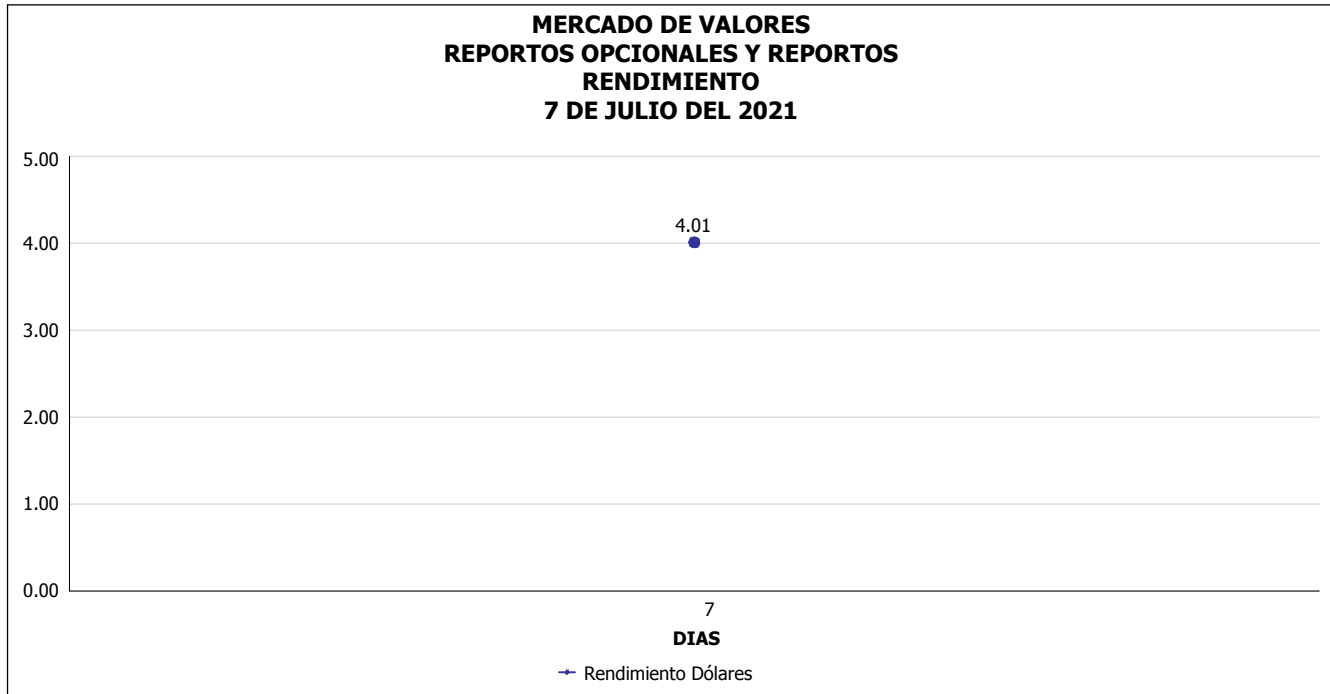 MERCADO DE VALORES
REPORTOS OPCIONALES Y REPORTOS
RENDIMIENTO
7 DE JULIO DEL 2021
5.00
4.01
4.00
3.00
2.00
1.00
0.00
7
DIAS
Rendimiento Dólares